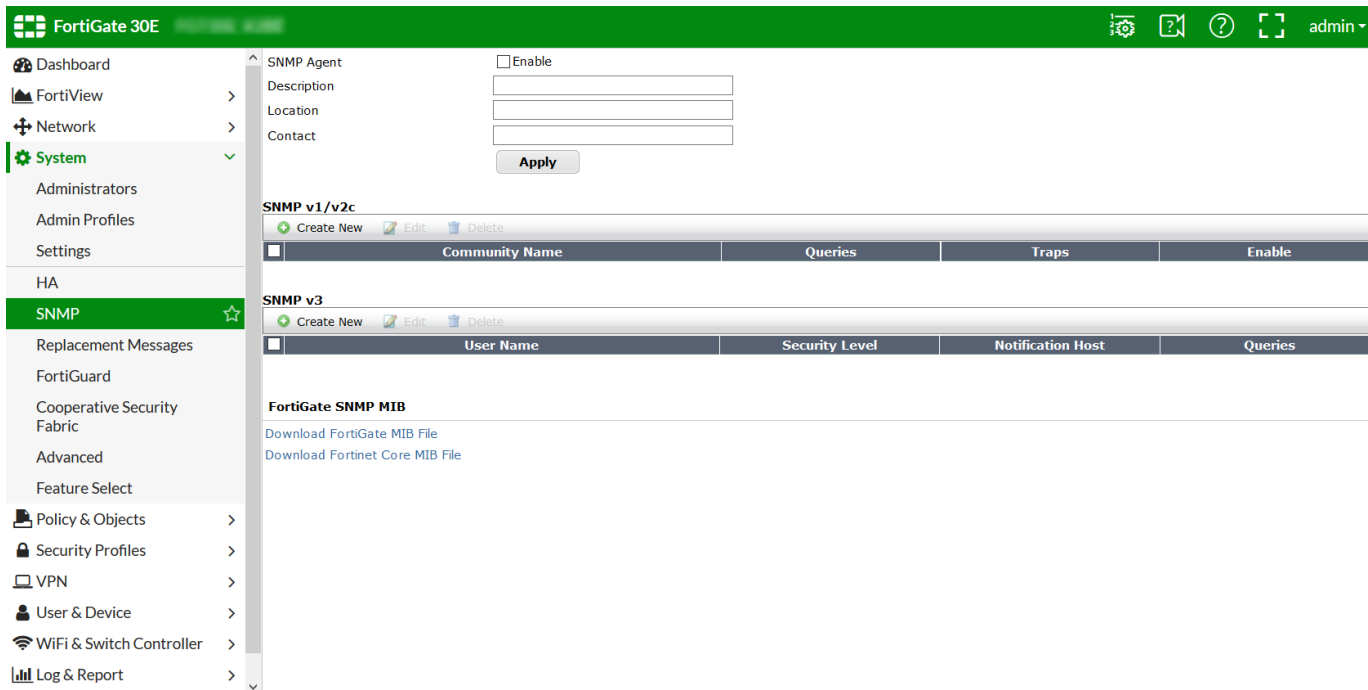 FortiGate 30E
admin
Dashboard
FortiView
Network
System
Administrators
Admin Profiles
Settings
HA
SNMP
Replacement Messages
FortiGuard
Cooperative Security
Fabric
Advanced
Feature Select
Policy & Objects
Security Profiles
VPN
User & Device
WiFi & Switch Controller
Log & Report
SNMP Agent Enable
Description
Location
Contact
Apply
SNMP v1/v2c
Create New Edit Delete
Community Name Queries Traps Enable
SNMP v3
Create New Edit Delete
User Name Security Level Notification Host Queries
FortiGate SNMP MIB
Download FortiGate MIB File
Download Fortinet Core MIB File